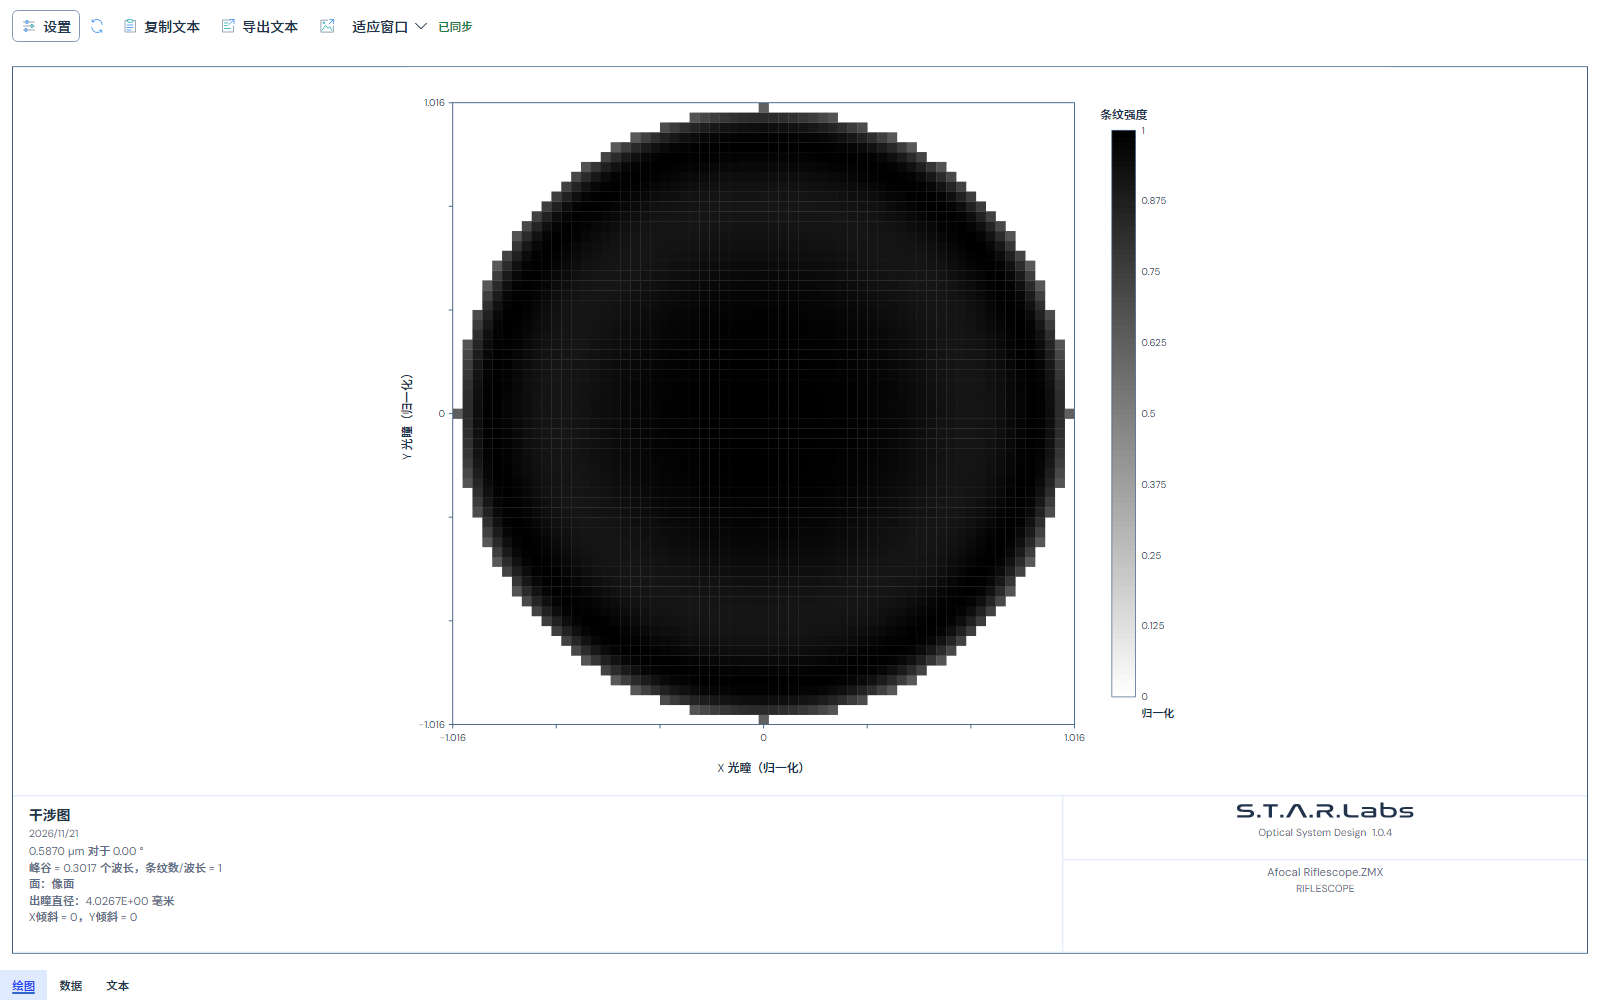 设置
复制文本
导出文本
适应窗口
已同步
1.016
0
-1.016
-1.016
0
1.016
Y 光瞳（归一化）
X 光瞳（归一化）
条纹强度
1
0.875
0.75
0.625
0.5
0.375
0.25
0.125
0
归一化
干涉图
2026/11/21
0.5870 µm 对于 0.00 °
峰谷 = 0.3017 个波长，条纹数/波长 = 1
面：像面
出瞳直径：4.0267E+00 毫米
X倾斜 = 0，Y倾斜 = 0
S.T.A.R.Labs
Optical System Design 1.0.4
Afocal Riflescope.ZMX
RIFLESCOPE
绘图
数据
文本